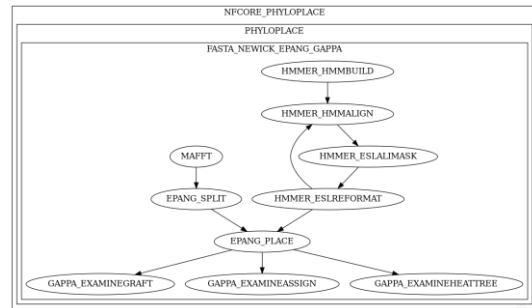 NFCORE_PHYLOPLACE
PHYLOPLACE
FASTA_NEWICK_EPANG_GAPPA
HMMER_HMMBUILD
HMMER_HMMALIGN
MAFFT
HMMER_ESLALIMASK
EPANG_SPLIT
HMMER_ESLREFORMAT
EPANG_PLACE
GAPPA_EXAMINEGRAFT
GAPPA_EXAMINEASSIGN
GAPPA_EXAMINEHEATTREE